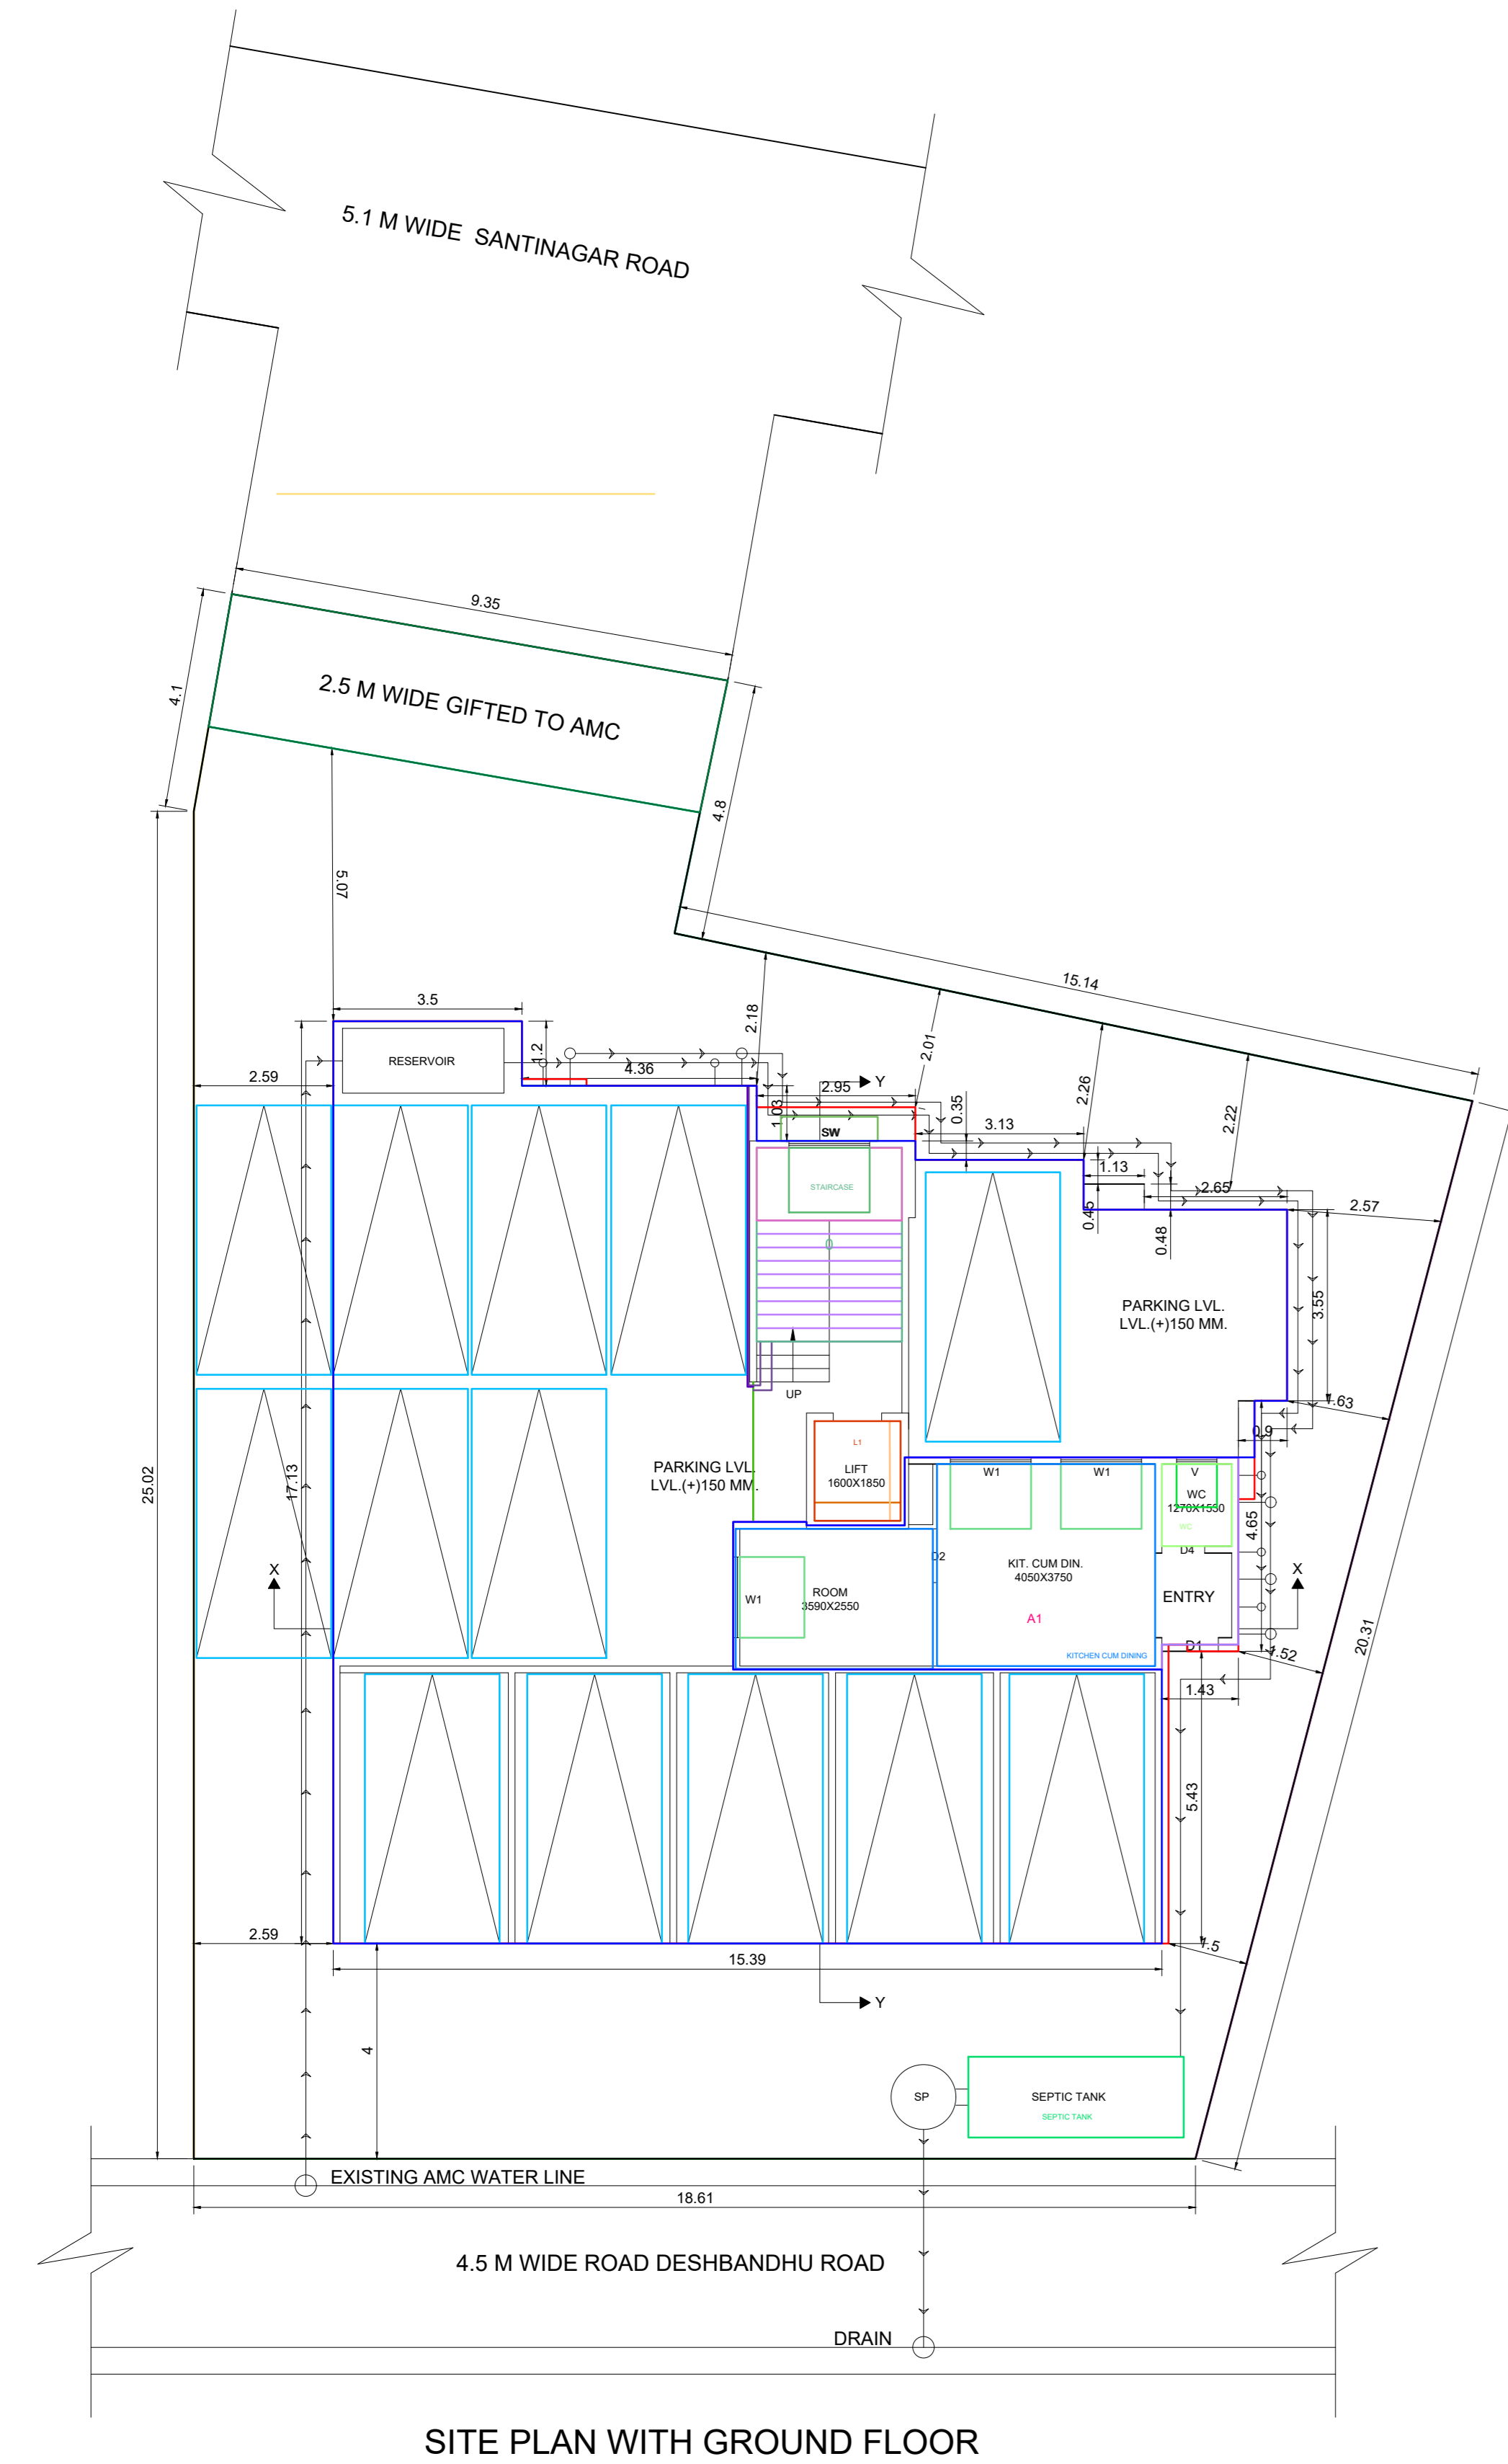 5.1 M WIDE SANTINAGAR ROAD
9.35
4.1
2.5 M WIDE GIFTED TO AMC
4.8
5.07
15.14
3.5
2.18
2.01
1.2
RESERVOIR
4.36
2.59
2.26
2.22
Y
2.95
1.03
0.35
SW
3.13
1.13
2.65
STAIRCASE
0.45
0.48
2.57
0
PARKING LVL.
LVL.(+)150 MM.
3.55
UP
1.63
0.9
L1
LIFT
1600X1850
PARKING LVL.
LVL.(+)150 MM.
W1
W1
V
WC
1270X1550
WC
4.65
25.02
17.13
D4
D2
KIT. CUM DIN.
4050X3750
X
X
W1
ROOM
3590X2550
ENTRY
A1
D1
KITCHEN CUM DINING
1.52
20.31
1.43
5.43
2.59
1.5
15.39
Y
4
SP
SEPTIC TANK
SEPTIC TANK
EXISTING AMC WATER LINE
18.61
4.5 M WIDE ROAD DESHBANDHU ROAD
DRAIN
SITE PLAN WITH GROUND FLOOR